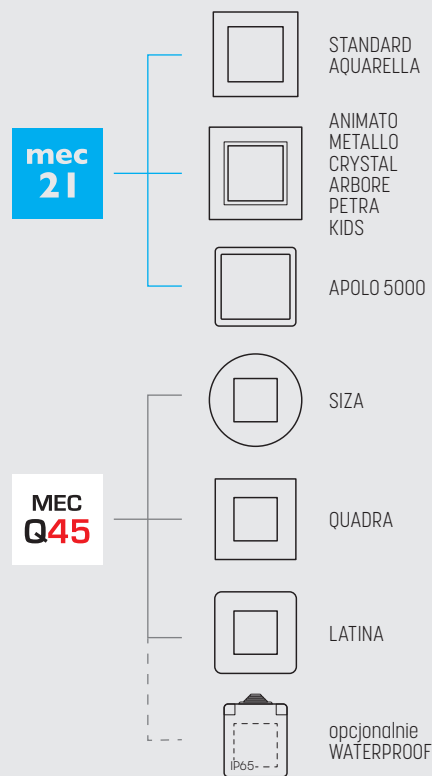 STANDARD
AQUARELLA
mec
21
ANIMATO
METALLO
CRYSTAL
ARBORE
PETRA
KIDS
APOLO 5000
SIZA
MEC
Q45
QUADRA
LATINA
IP65
opcjonalnie
WATERPROOF